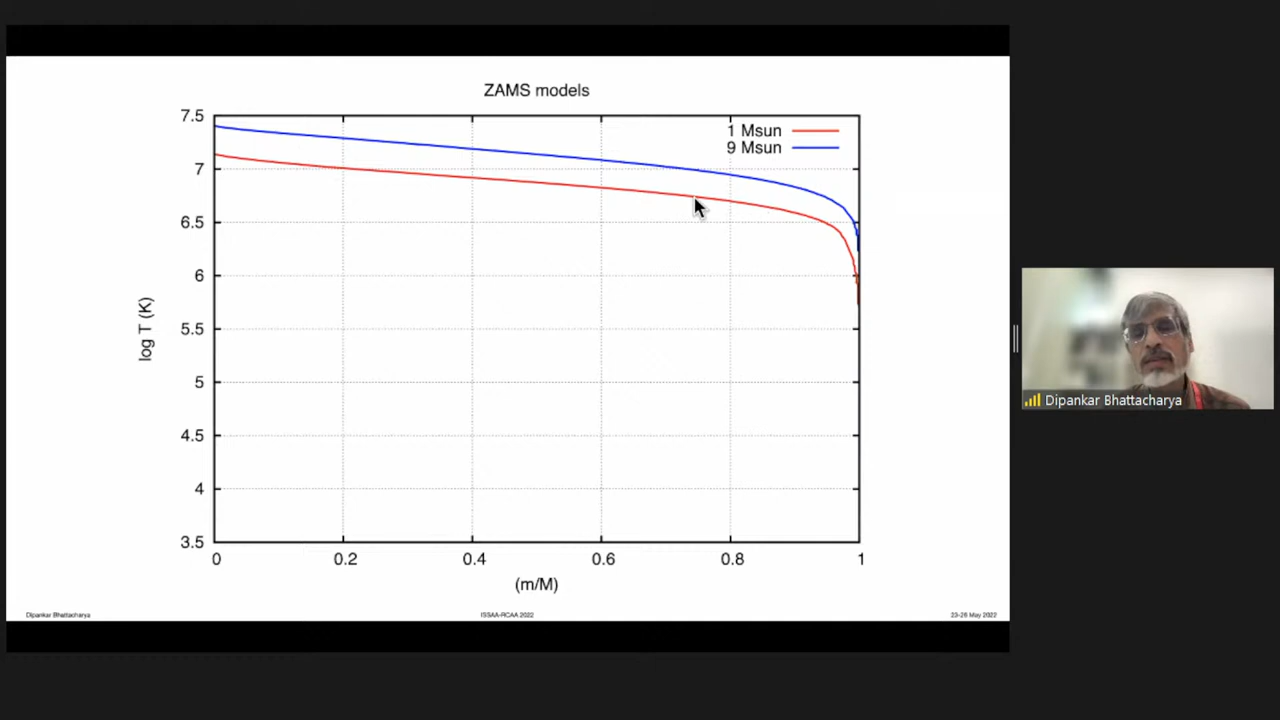 ZAMS models
7.5
7
6.5
6
5.5
5
4.5
4
3.5
log T (K)
1 Msun
9 Msun
0 0.2 0.4 0.6 0.8 1
(m/M)
Dipankar Bhattacharya ISSAA-RCAA 2022 23-28 May 2022
Dipankar Bhattacharya